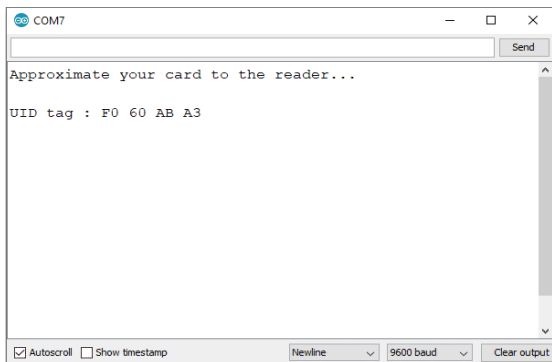 COM7
Send
Approximate your card to the reader...
UID tag : F0 60 AB A3
Autoscroll Show timestamp Newline 9600 baud Clear output